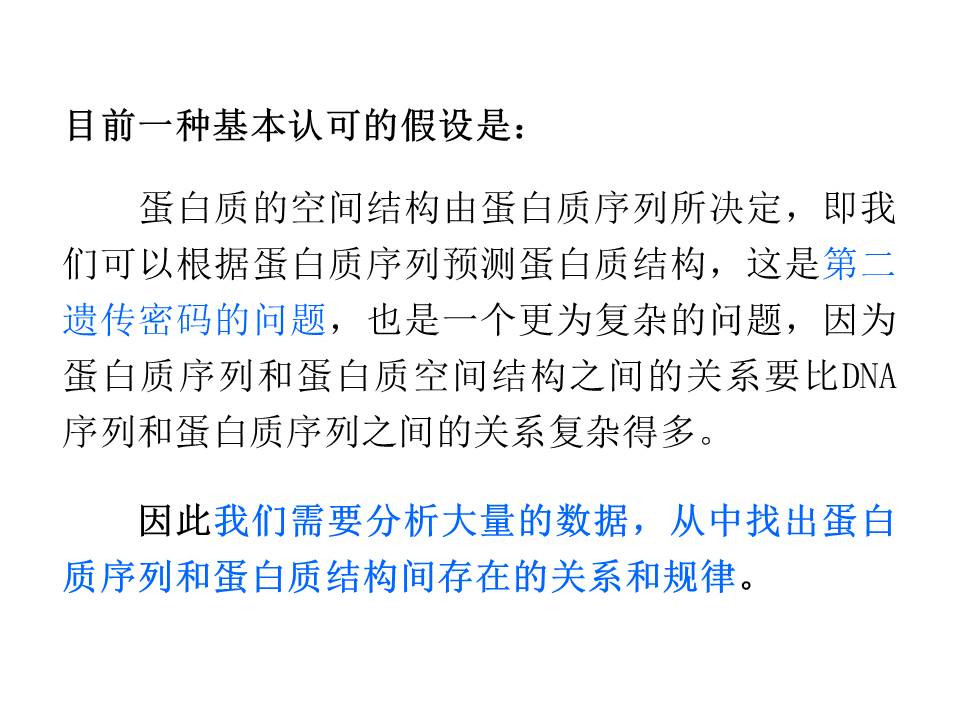 目前一种基本认可的假设是：
蛋白质的空间结构由蛋白质序列所决定，即我
们可以根据蛋白质序列预测蛋白质结构，这是第二
遗传密码的问题，也是一个更为复杂的问题，因为
蛋白质序列和蛋白质空间结构之间的关系要比DNA
序列和蛋白质序列之间的关系复杂得多。
因此我们需要分析大量的数据，从中找出蛋白
质序列和蛋白质结构间存在的关系和规律。